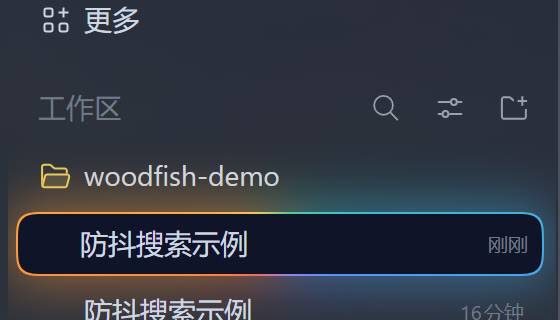 更多
工作区
woodfish-demo
防抖搜索示例 刚刚
防抖搜索示例 16分钟